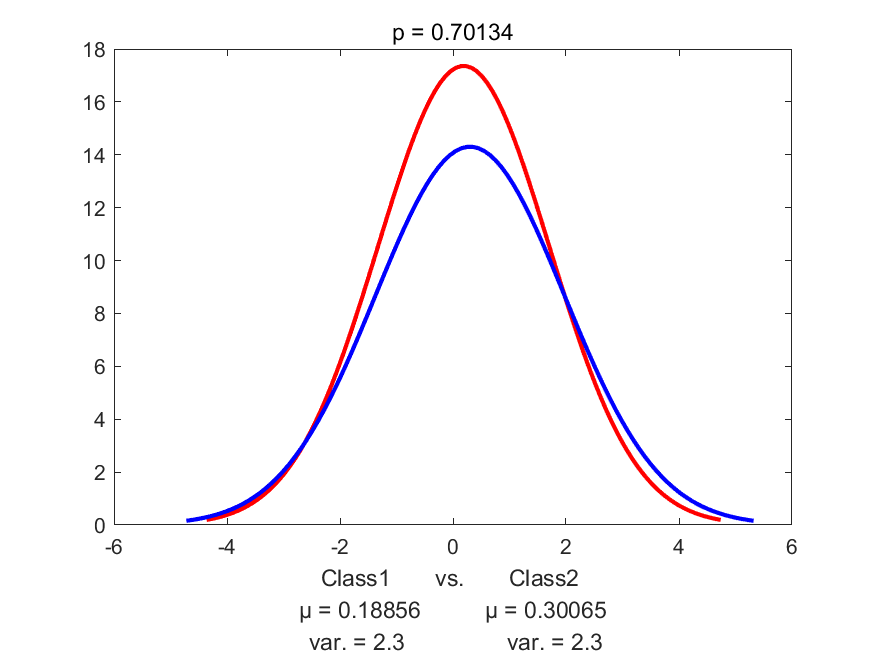 p = 0.70134
18
16
14
12
10
8
6
4
2
0
-6 -4 -2 0 2 4 6
Class1 vs. Class2
μ = 0.18856 μ = 0.30065
var. = 2.3 var. = 2.3